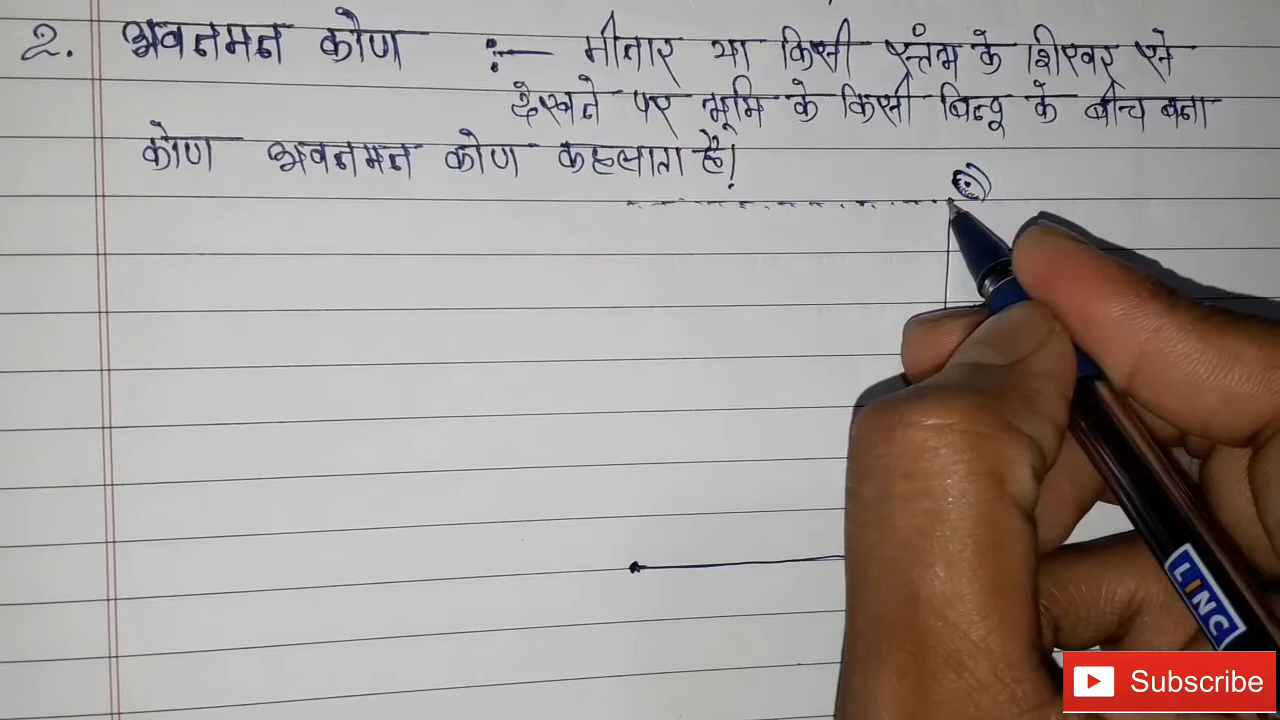 2. अवनमन कोण :— मीनार या किसी स्तंभ के शिखर से
देखने पर भूमि के किसी बिन्दू के बीच बना
कोण अवनमन कोण कहलाता है।
LINC
Subscribe